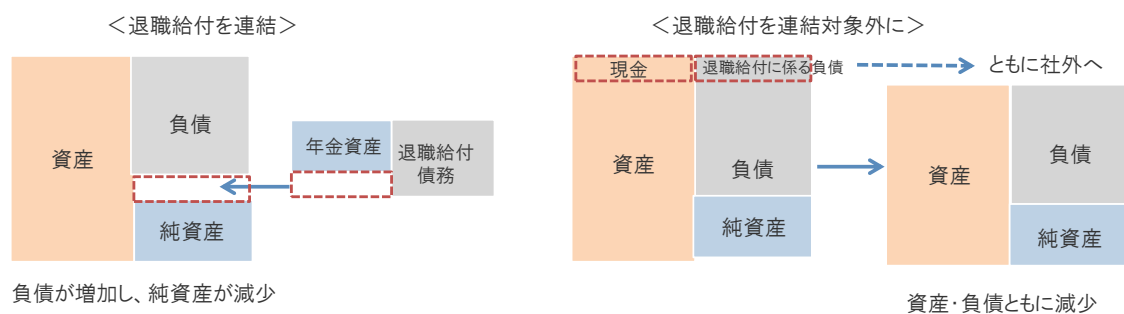 ＜退職給付を連結＞
資産
負債
純資産
年金資産
退職給付
債務
負債が増加し、純資産が減少
＜退職給付を連結対象外に＞
現金
退職給付に係る負債
ともに社外へ
資産
負債
純資産
資産
負債
純資産
資産・負債ともに減少